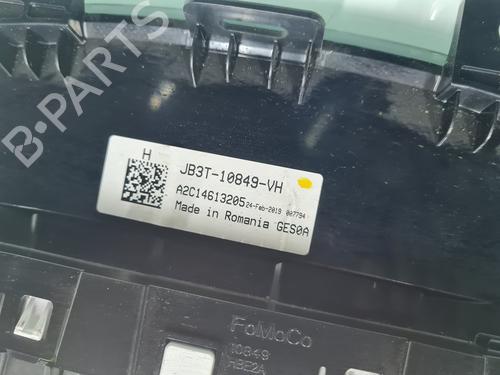 B-PARTS
H
JB3T-10849-VH
A2C14613205 24-Feb-2019 007794
Made in Romania GES0A
FoMoCo
10849